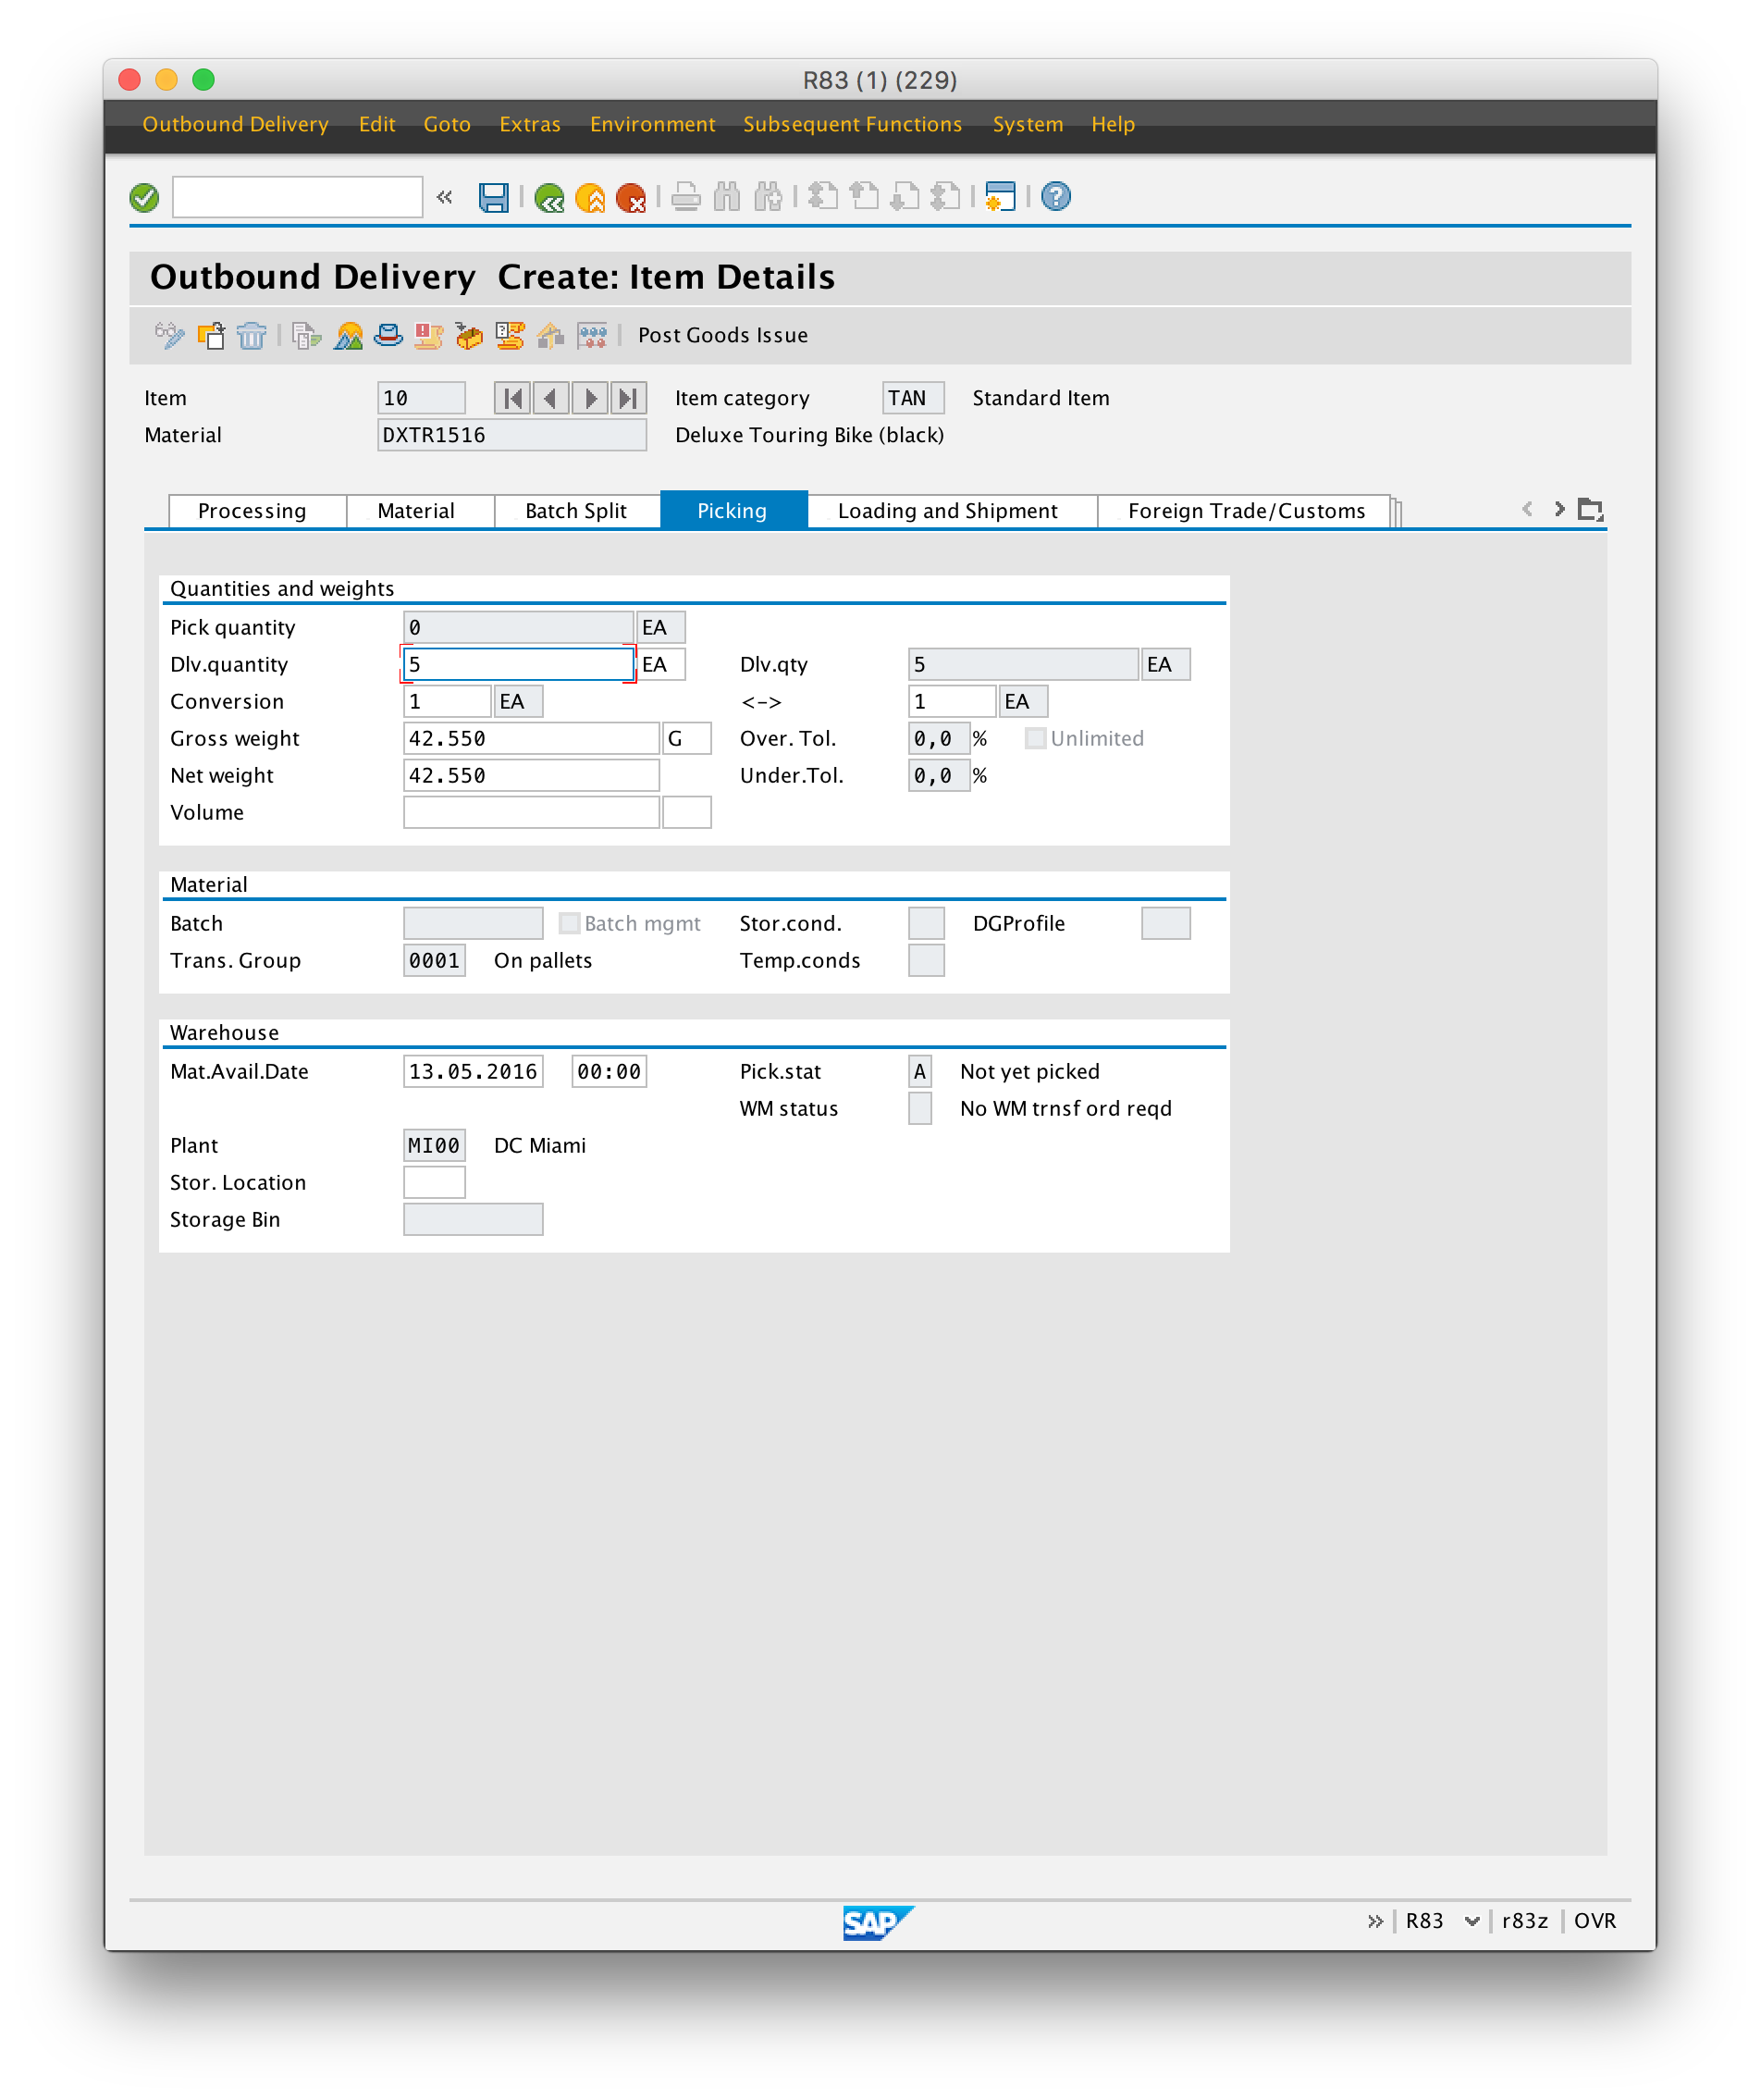 R83 (1) (229)
Outbound Delivery Edit Goto Extras Environment Subsequent Functions System Help
Outbound Delivery Create: Item Details
Post Goods Issue
Item 10 Item category TAN Standard Item
Material DXTR1516 Deluxe Touring Bike (black)
Processing Material Batch Split Picking Loading and Shipment Foreign Trade/Customs
Quantities and weights
Pick quantity 0 EA
Dlv.quantity 5 EA Dlv.qty 5 EA
Conversion 1 EA <-> 1 EA
Gross weight 42.550 G Over. Tol. 0,0 % Unlimited
Net weight 42.550 Under.Tol. 0,0 %
Volume
Material
Batch Batch mgmt Stor.cond. DGProfile
Trans. Group 0001 On pallets Temp.conds
Warehouse
Mat.Avail.Date 13.05.2016 00:00 Pick.stat A Not yet picked
WM status No WM trnsf ord reqd
Plant MI00 DC Miami
Stor. Location
Storage Bin
SAP R83 r83z OVR